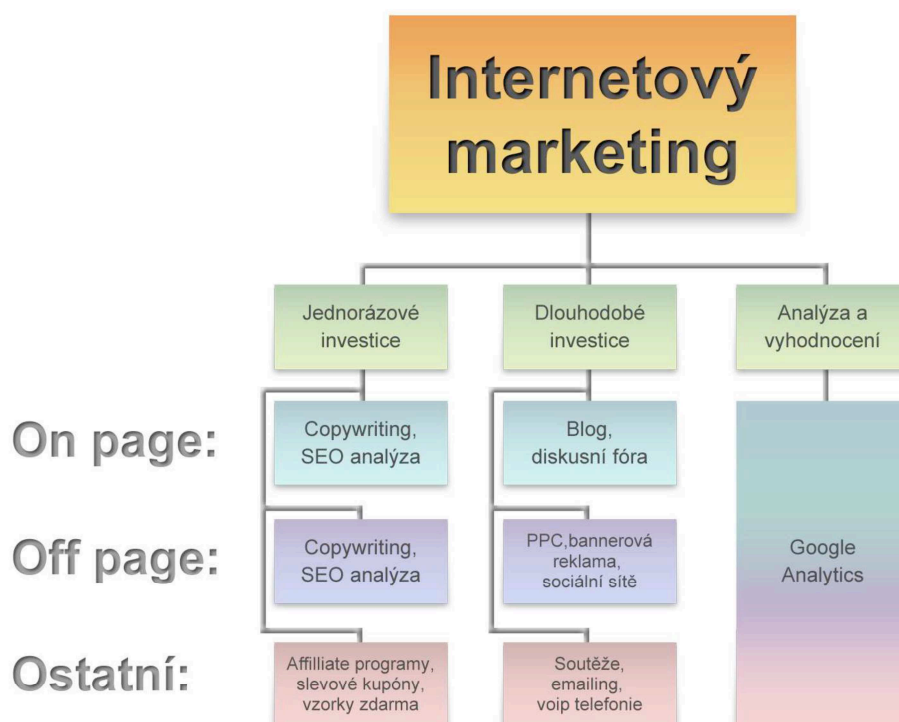 Internetový
marketing
Jednorázové
investice
Dlouhodobé
investice
Analýza a
vyhodnocení
On page:
Copywriting,
SEO analýza
Blog,
diskusní fóra
Off page:
Copywriting,
SEO analýza
PPC,bannerová
reklama,
sociální sítě
Google
Analytics
Ostatní:
Affilliate programy,
slevové kupóny,
vzorky zdarma
Soutěže,
emailing,
voip telefonie